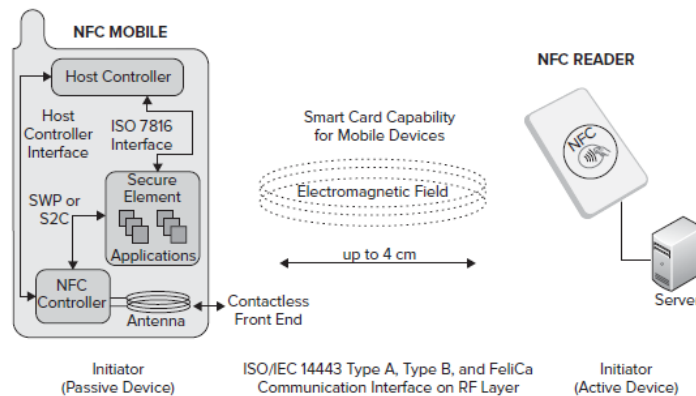 NFC MOBILE
Host Controller
Host
Controller
Interface
ISO 7816
Interface
Secure
Element
Applications
SWP or
S2C
NFC
Controller
Antenna
Contactless
Front End
Smart Card Capability
for Mobile Devices
Electromagnetic Field
up to 4 cm
NFC READER
NFC
Server
Initiator
(Passive Device)
ISO/IEC 14443 Type A, Type B, and FeliCa
Communication Interface on RF Layer
Initiator
(Active Device)